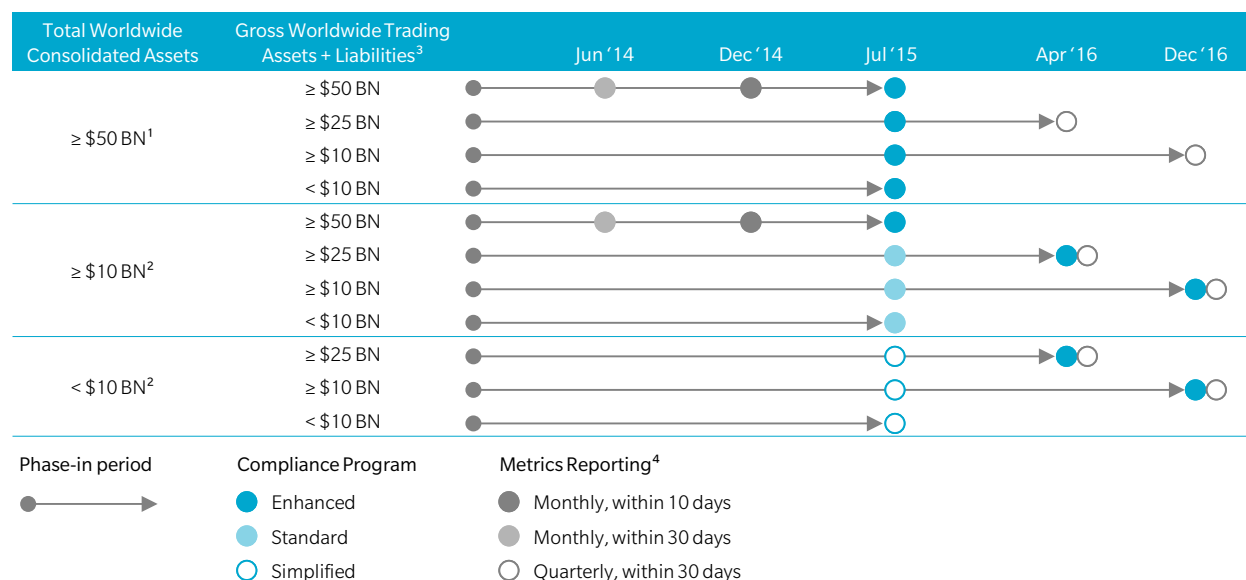 Total Worldwide Consolidated Assets
Gross Worldwide Trading Assets + Liabilities³
Jun ‘14
Dec ‘14
Jul ‘15
Apr ‘16
Dec ‘16
≥ $50 BN¹
≥ $50 BN
≥ $25 BN
≥ $10 BN
< $10 BN
≥ $10 BN²
≥ $50 BN
≥ $25 BN
≥ $10 BN
< $10 BN
< $10 BN²
≥ $25 BN
≥ $10 BN
< $10 BN
Phase-in period
Compliance Program
Enhanced
Standard
Simplified
Metrics Reporting⁴
Monthly, within 10 days
Monthly, within 30 days
Quarterly, within 30 days